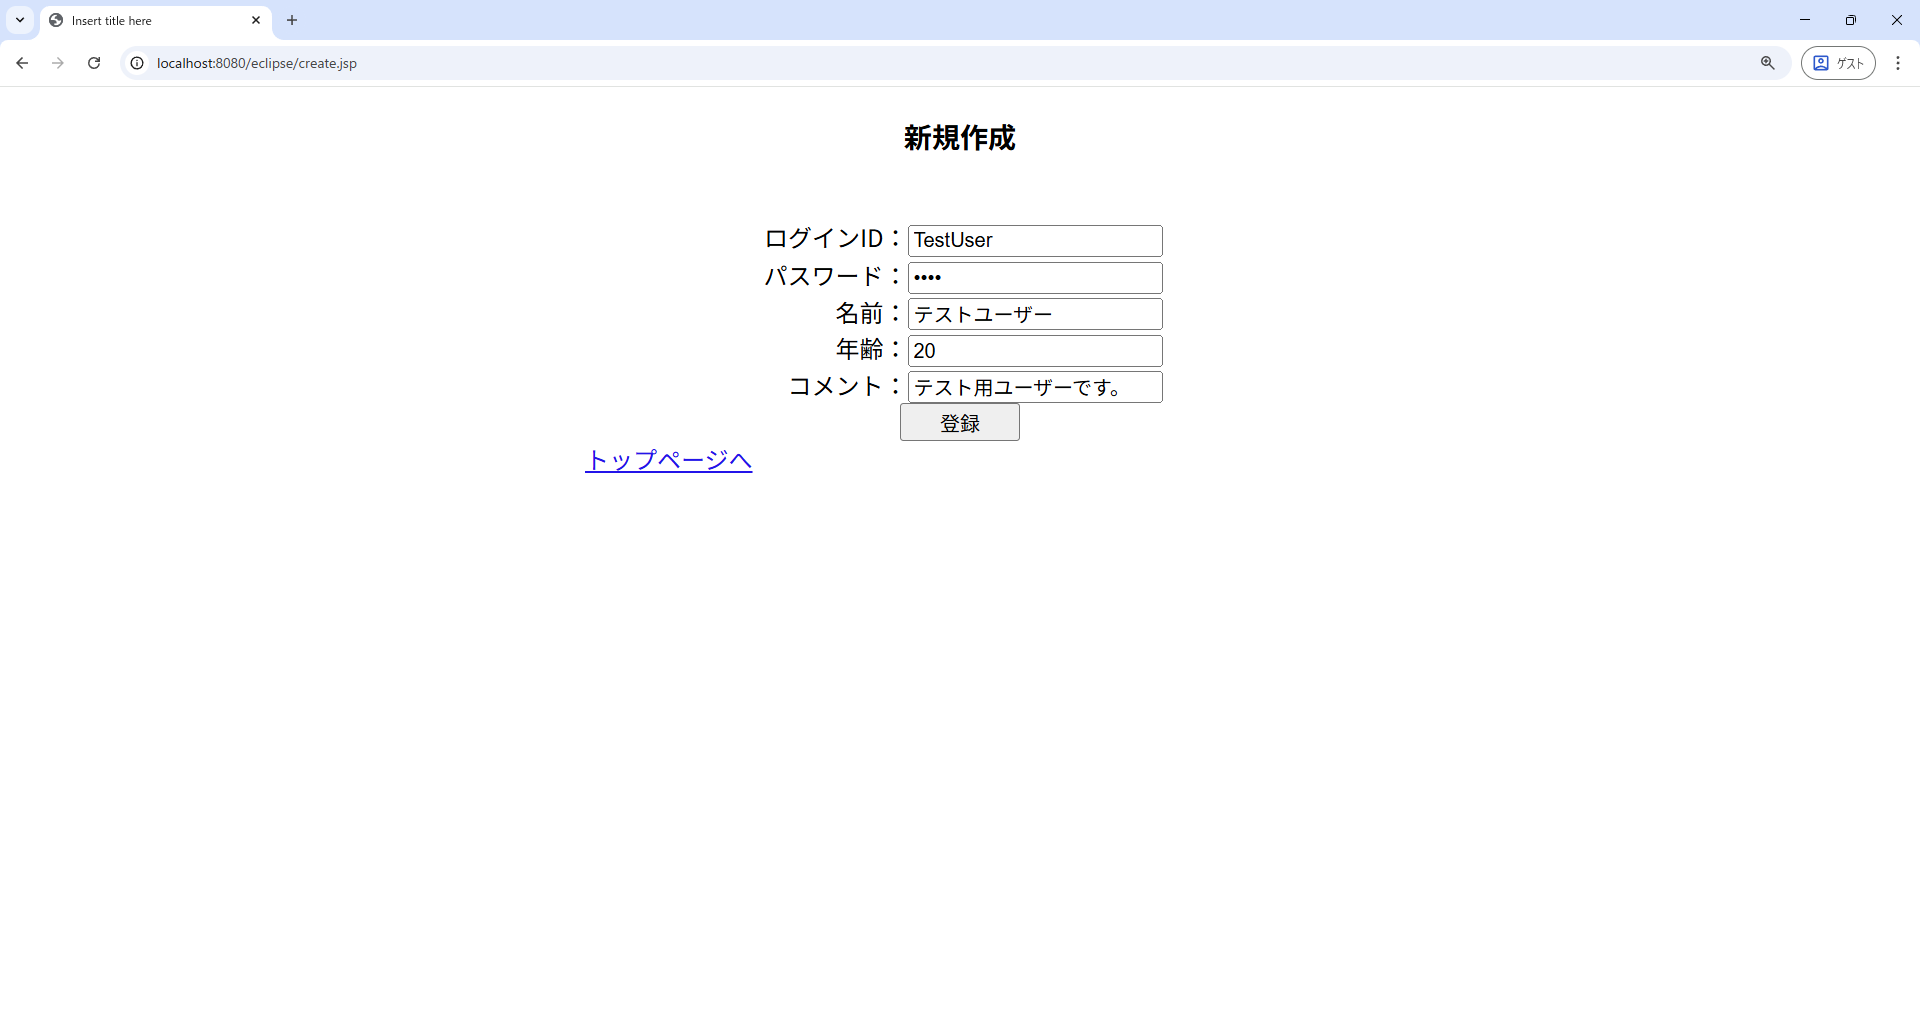 Insert title here
localhost:8080/eclipse/create.jsp
ゲスト
新規作成
ログインID： TestUser
パスワード： ••••
名前： テストユーザー
年齢： 20
コメント： テスト用ユーザーです。
登録
トップページへ